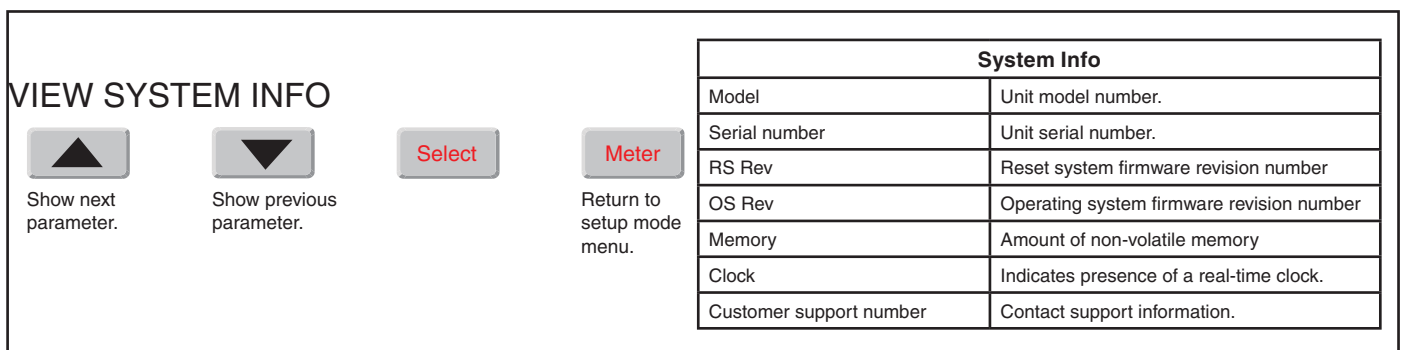 VIEW SYSTEM INFO
Select
Meter
Show next
parameter.
Show previous
parameter.
Return to
setup mode
menu.
System Info
Model Unit model number.
Serial number Unit serial number.
RS Rev Reset system firmware revision number
OS Rev Operating system firmware revision number
Memory Amount of non-volatile memory
Clock Indicates presence of a real-time clock.
Customer support number Contact support information.